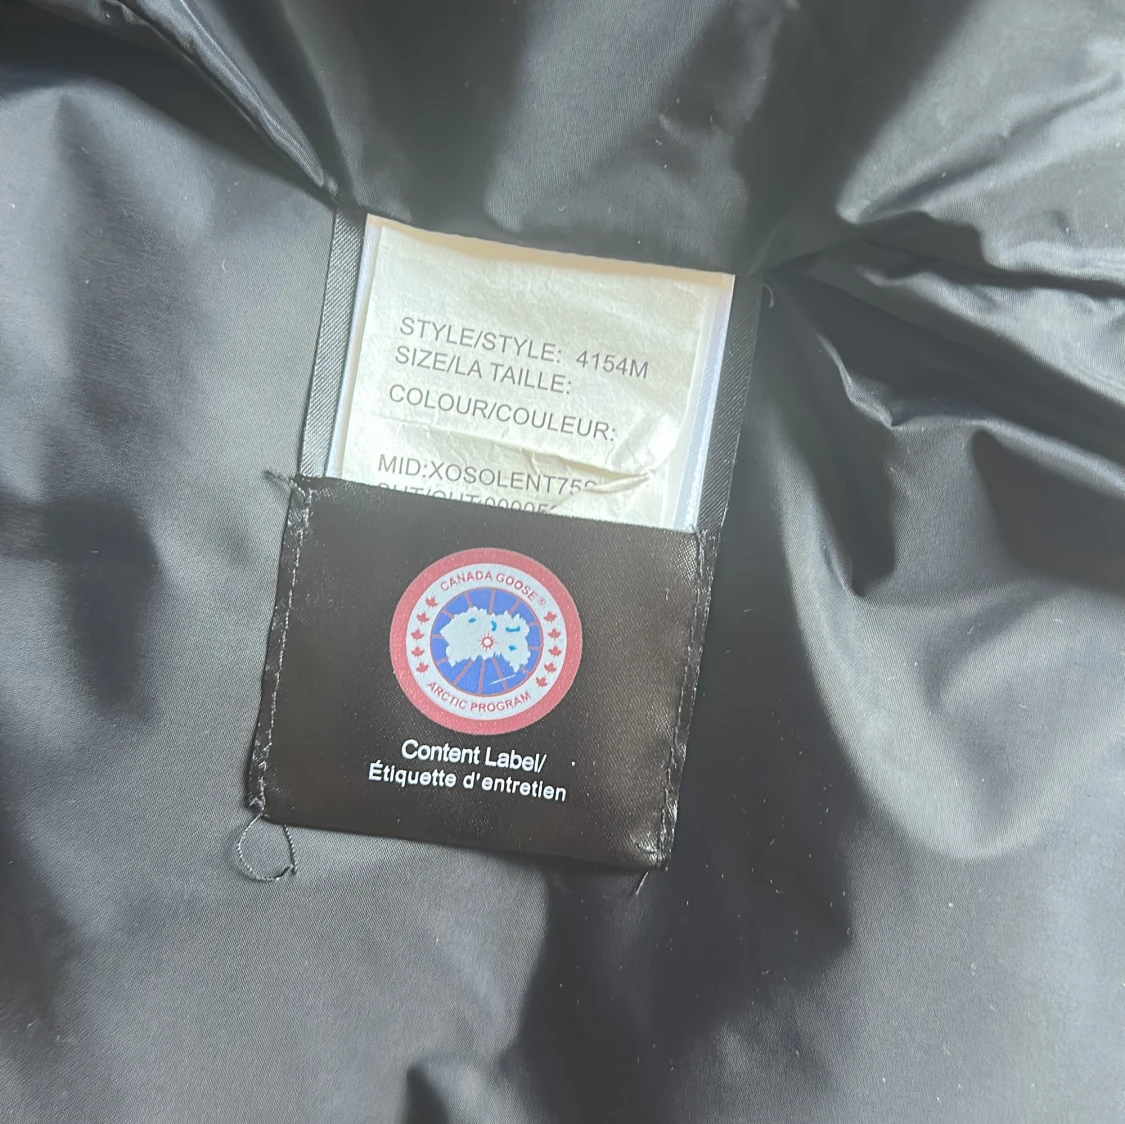 STYLE/STYLE: 4154M
SIZE/LA TAILLE:
COLOUR/COULEUR:
MID:XOSOLENT75
CANADA GOOSE®
ARCTIC PROGRAM
Content Label/
Étiquette d'entretien